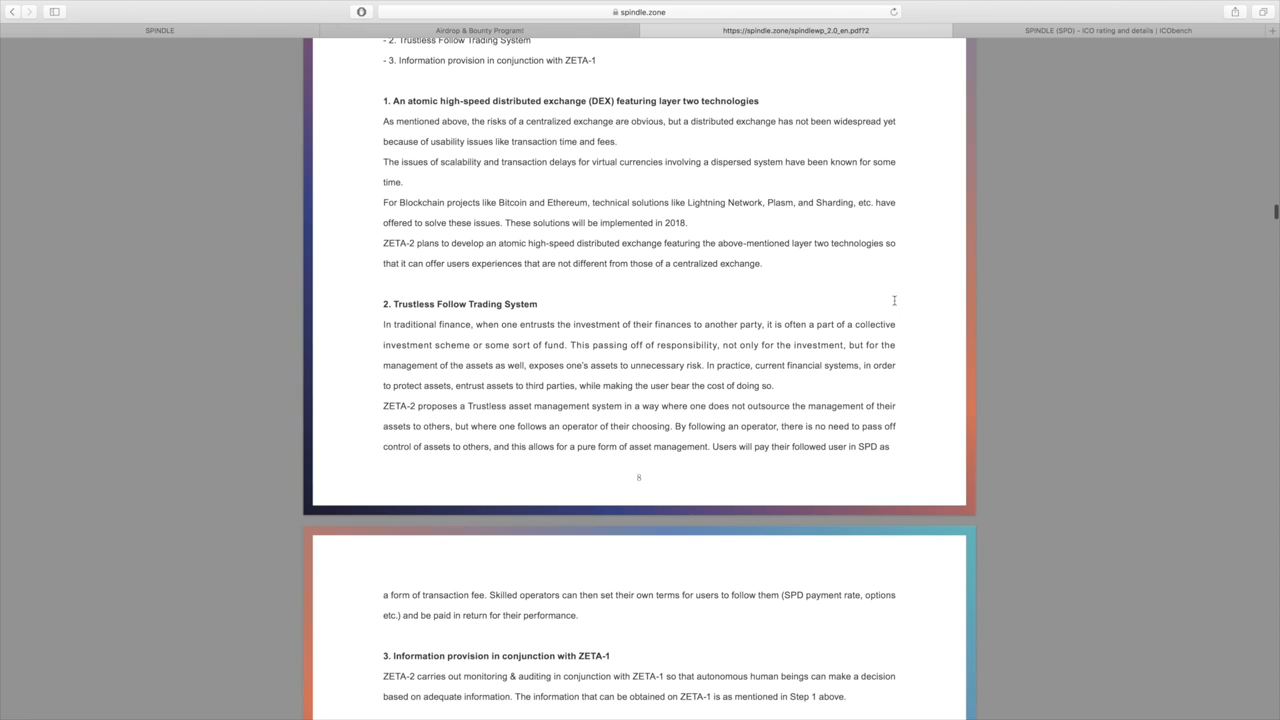 spindle.zone
SPINDLE
Airdrop & Bounty Program!
https://spindle.zone/spindlewp_2.0_en.pdf?2
SPINDLE (SPD) - ICO rating and details | ICObench
- 2. Trustless Follow Trading System
- 3. Information provision in conjunction with ZETA-1
1. An atomic high-speed distributed exchange (DEX) featuring layer two technologies
As mentioned above, the risks of a centralized exchange are obvious, but a distributed exchange has not been widespread yet
because of usability issues like transaction time and fees.
The issues of scalability and transaction delays for virtual currencies involving a dispersed system have been known for some
time.
For Blockchain projects like Bitcoin and Ethereum, technical solutions like Lightning Network, Plasm, and Sharding, etc. have
offered to solve these issues. These solutions will be implemented in 2018.
ZETA-2 plans to develop an atomic high-speed distributed exchange featuring the above-mentioned layer two technologies so
that it can offer users experiences that are not different from those of a centralized exchange.
2. Trustless Follow Trading System
In traditional finance, when one entrusts the investment of their finances to another party, it is often a part of a collective
investment scheme or some sort of fund. This passing off of responsibility, not only for the investment, but for the
management of the assets as well, exposes one's assets to unnecessary risk. In practice, current financial systems, in order
to protect assets, entrust assets to third parties, while making the user bear the cost of doing so.
ZETA-2 proposes a Trustless asset management system in a way where one does not outsource the management of their
assets to others, but where one follows an operator of their choosing. By following an operator, there is no need to pass off
control of assets to others, and this allows for a pure form of asset management. Users will pay their followed user in SPD as
8
a form of transaction fee. Skilled operators can then set their own terms for users to follow them (SPD payment rate, options
etc.) and be paid in return for their performance.
3. Information provision in conjunction with ZETA-1
ZETA-2 carries out monitoring & auditing in conjunction with ZETA-1 so that autonomous human beings can make a decision
based on adequate information. The information that can be obtained on ZETA-1 is as mentioned in Step 1 above.